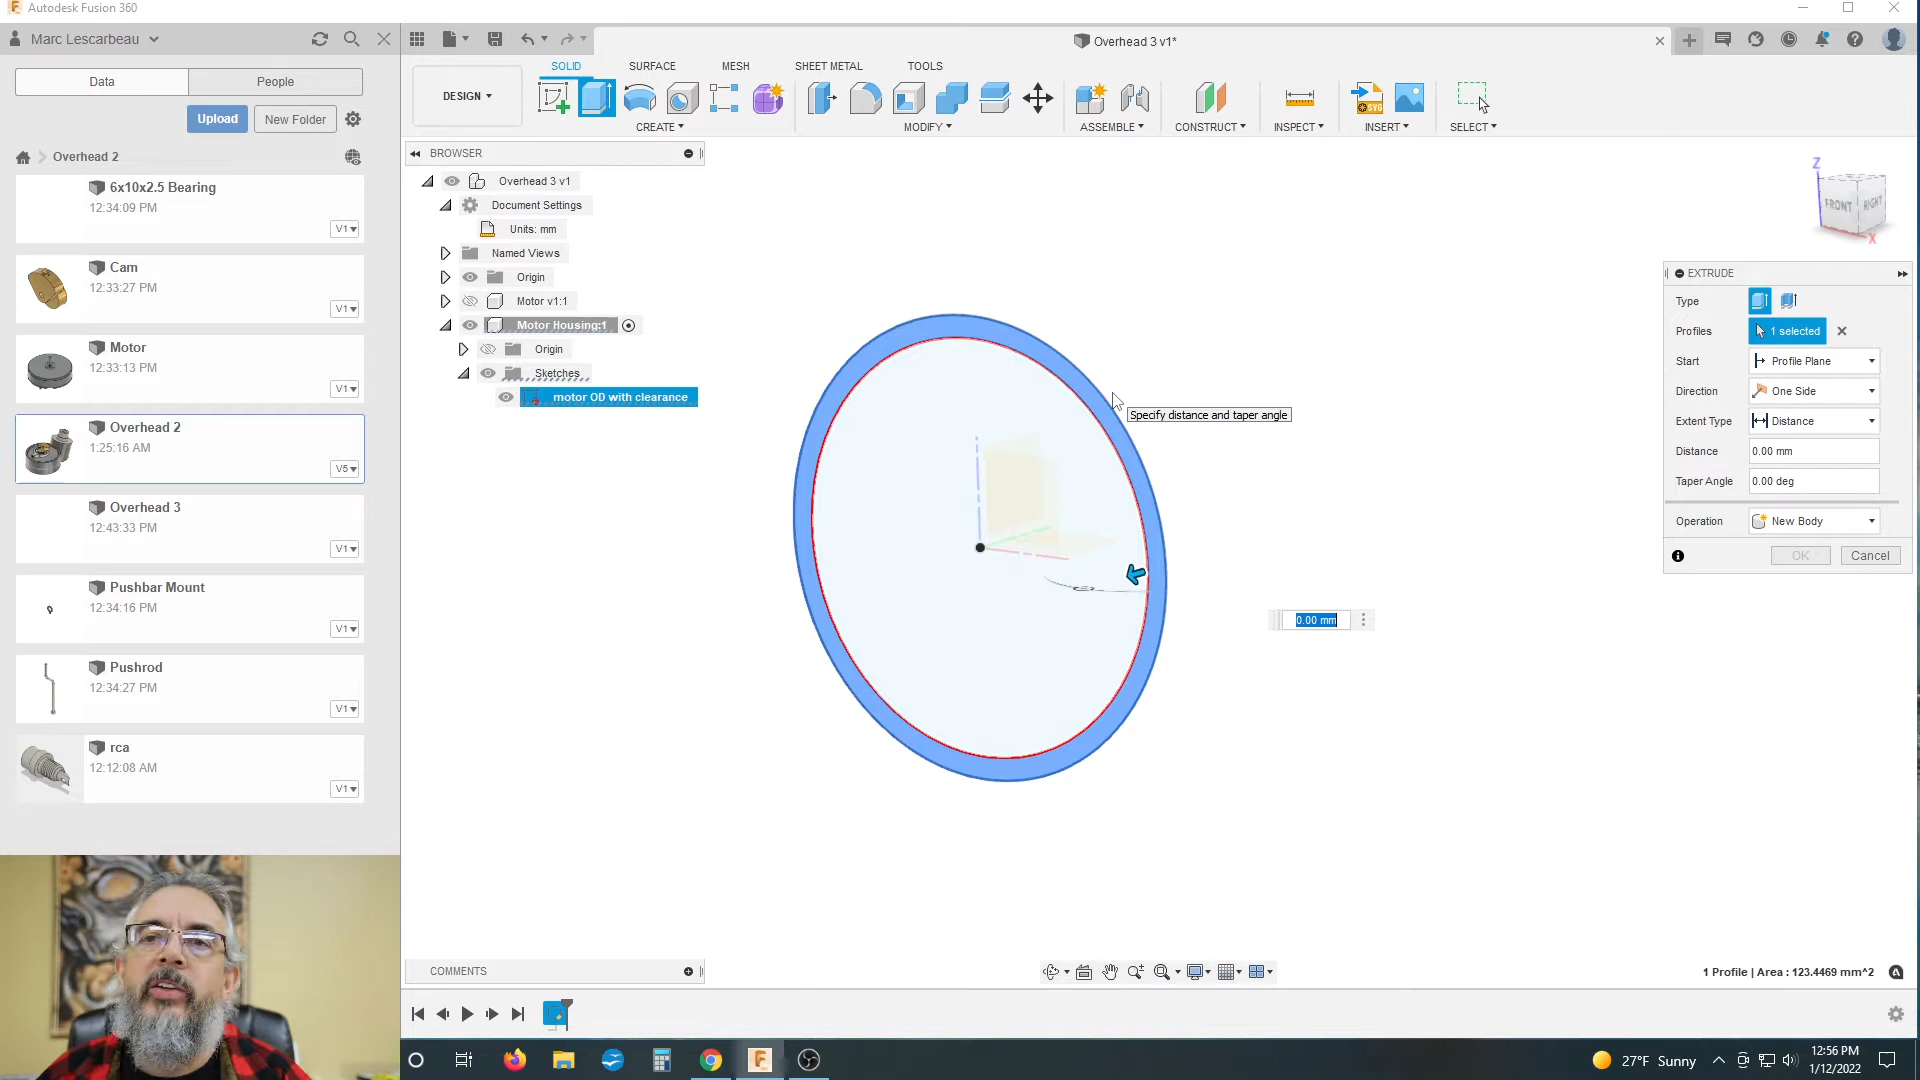 Autodesk Fusion 360
Marc Lescarbeau
Data
People
Upload
New Folder
Overhead 2
6x10x2.5 Bearing
12:34:09 PM
V1
Cam
12:33:27 PM
V1
Motor
12:33:13 PM
V1
Overhead 2
1:25:16 AM
V5
Overhead 3
12:43:33 PM
V1
Pushbar Mount
12:34:16 PM
V1
Pushrod
12:34:27 PM
V1
rca
12:12:08 AM
V1
Overhead 3 v1*
SOLID
SURFACE
MESH
SHEET METAL
TOOLS
DESIGN
CREATE
MODIFY
ASSEMBLE
CONSTRUCT
INSPECT
INSERT
SELECT
SVG
BROWSER
Overhead 3 v1
Document Settings
Units: mm
Named Views
Origin
Motor v1:1
Motor Housing:1
Origin
Sketches
motor OD with clearance
Z
FRONT
RIGHT
X
Specify distance and taper angle
0.00 mm
EXTRUDE
Type
Profiles
1 selected
Start
Profile Plane
Direction
One Side
Extent Type
Distance
Distance
0.00 mm
Taper Angle
0.00 deg
Operation
New Body
OK
Cancel
COMMENTS
1 Profile | Area : 123.4469 mm^2
27°F Sunny
12:56 PM
1/12/2022